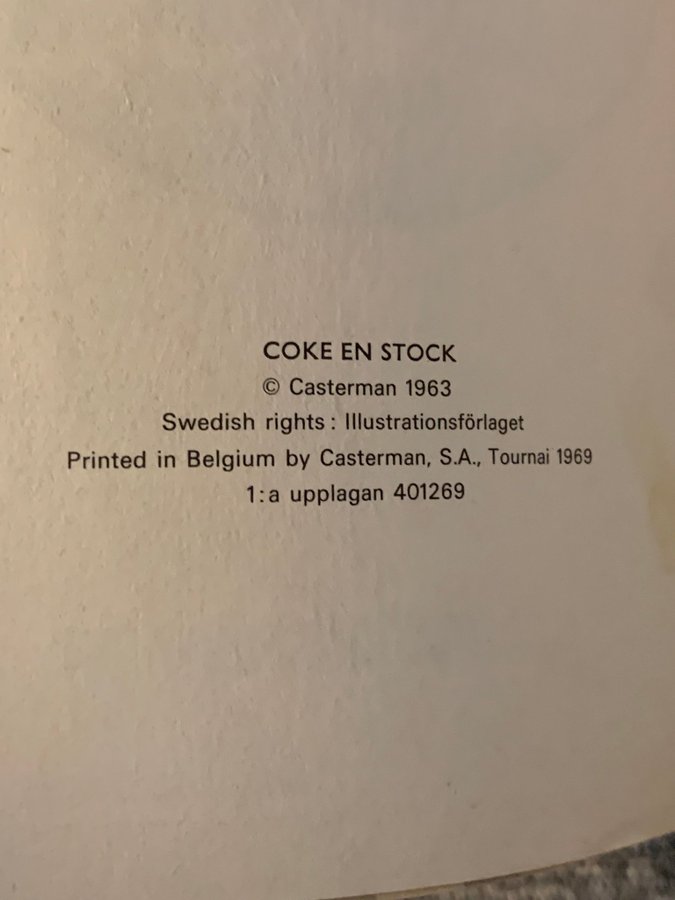 COKE EN STOCK
© Casterman 1963
Swedish rights : Illustrationsförlaget
Printed in Belgium by Casterman, S.A., Tournai 1969
1:a upplagan 401269